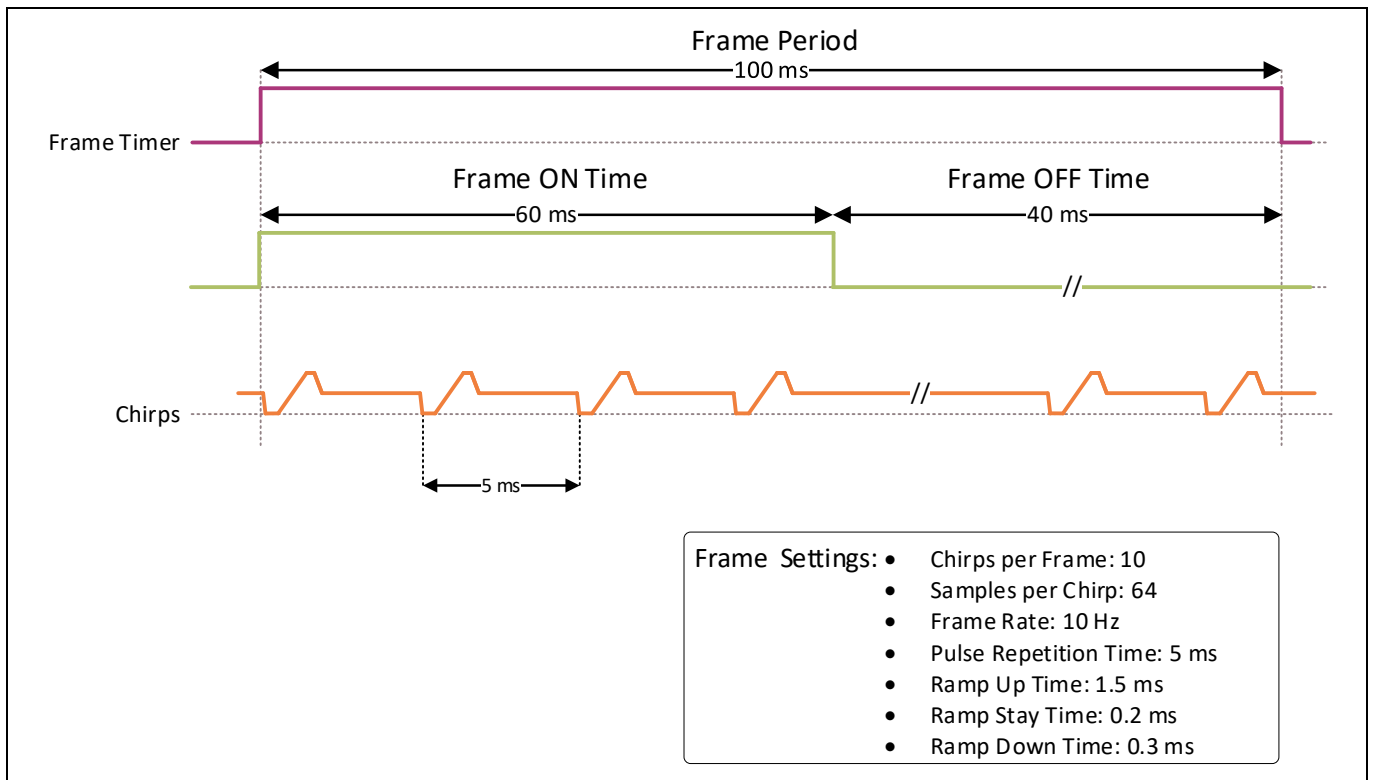 Frame Period
100 ms
Frame Timer
Frame ON Time
Frame OFF Time
60 ms
40 ms
//
//
Chirps
5 ms
Frame Settings:
• Chirps per Frame: 10
• Samples per Chirp: 64
• Frame Rate: 10 Hz
• Pulse Repetition Time: 5 ms
• Ramp Up Time: 1.5 ms
• Ramp Stay Time: 0.2 ms
• Ramp Down Time: 0.3 ms